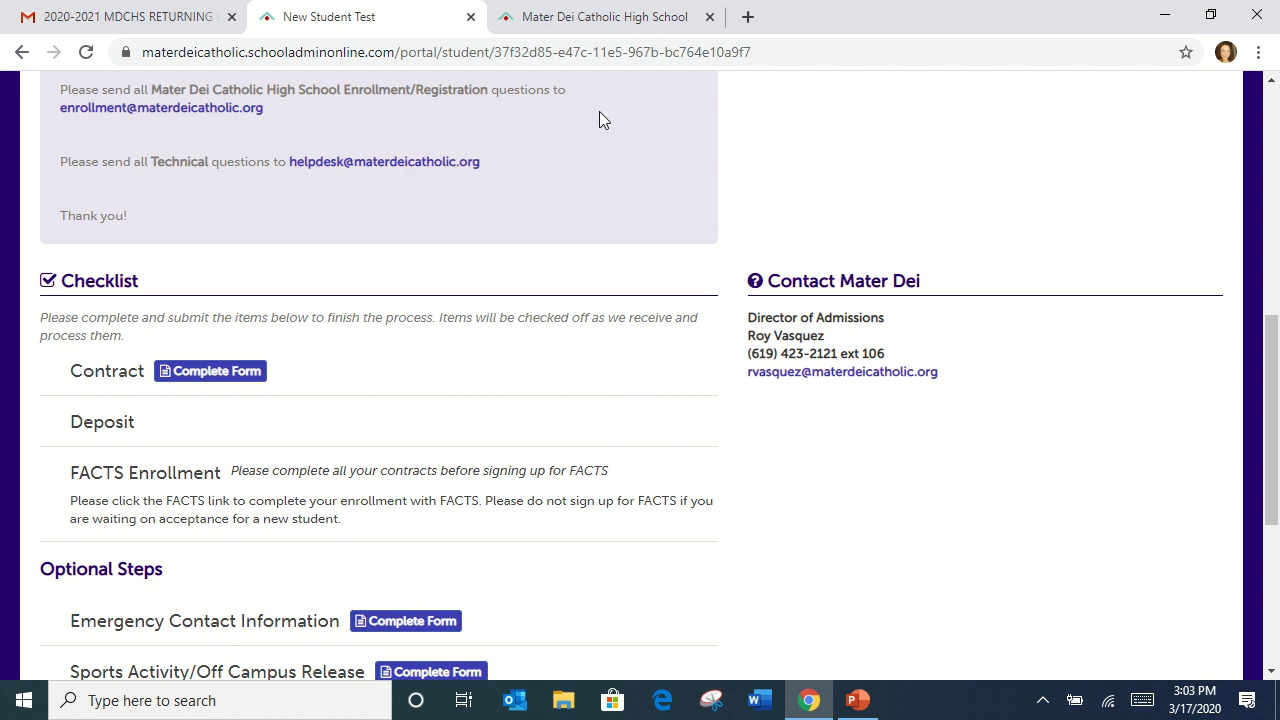 2020-2021 MDCHS RETURNING
New Student Test
Mater Dei Catholic High School
materdeicatholic.schooladminonline.com/portal/student/37f32d85-e47c-11e5-967b-bc764e10a9f7
Please send all Mater Dei Catholic High School Enrollment/Registration questions to
enrollment@materdeicatholic.org
Please send all Technical questions to helpdesk@materdeicatholic.org
Thank you!
Checklist
Please complete and submit the items below to finish the process. Items will be checked off as we receive and
process them.
Contract Complete Form
Deposit
FACTS Enrollment Please complete all your contracts before signing up for FACTS
Please click the FACTS link to complete your enrollment with FACTS. Please do not sign up for FACTS if you
are waiting on acceptance for a new student.
Optional Steps
Emergency Contact Information Complete Form
Sports Activity/Off Campus Release Complete Form
Contact Mater Dei
Director of Admissions
Roy Vasquez
(619) 423-2121 ext 106
rvasquez@materdeicatholic.org
Type here to search
3:03 PM
3/17/2020